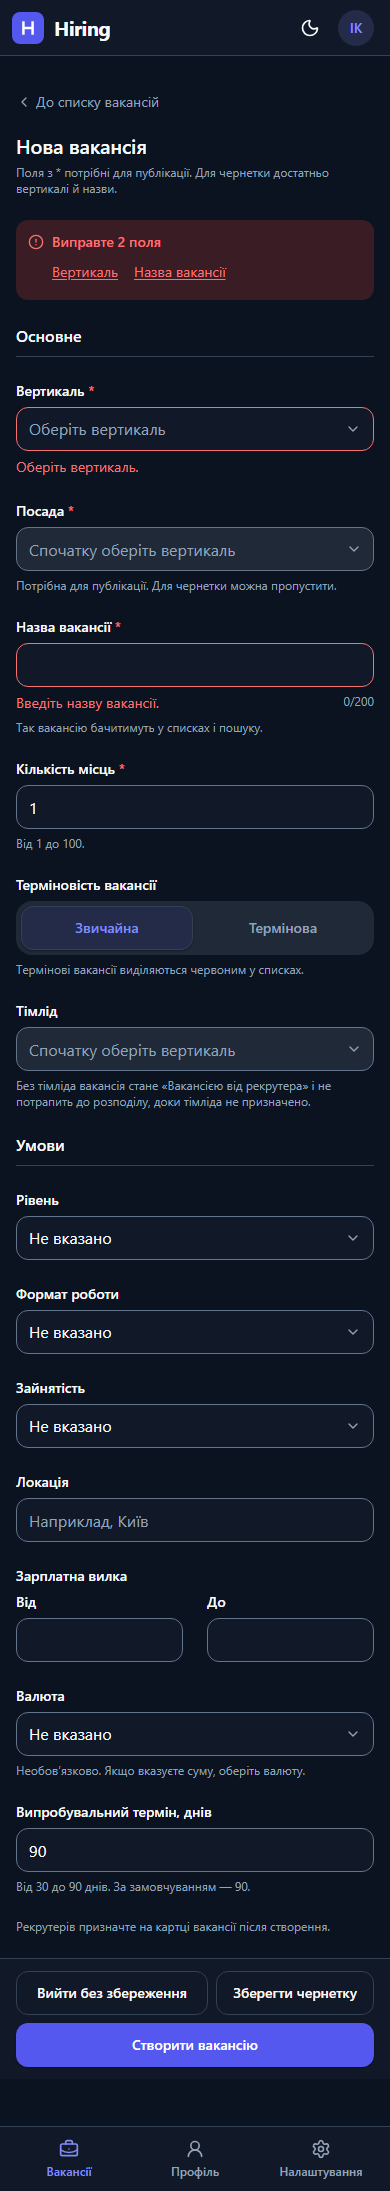 H Hiring IK
До списку вакансій
Нова вакансія
Поля з * потрібні для публікації. Для чернетки достатньо
вертикалі й назви.
Виправте 2 поля
Вертикаль Назва вакансії
Основне
Вертикаль *
Оберіть вертикаль
Оберіть вертикаль.
Посада *
Спочатку оберіть вертикаль
Потрібна для публікації. Для чернетки можна пропустити.
Назва вакансії *
Введіть назву вакансії. 0/200
Так вакансію бачитимуть у списках і пошуку.
Кількість місць *
1
Від 1 до 100.
Терміновість вакансії
Звичайна Термінова
Термінові вакансії виділяються червоним у списках.
Тімлід
Спочатку оберіть вертикаль
Без тімліда вакансія стане «Вакансією від рекрутера» і не
потрапить до розподілу, доки тімліда не призначено.
Умови
Рівень
Не вказано
Формат роботи
Не вказано
Зайнятість
Не вказано
Локація
Наприклад, Київ
Зарплатна вилка
Від До
Валюта
Не вказано
Необов'язково. Якщо вказуєте суму, оберіть валюту.
Випробувальний термін, днів
90
Від 30 до 90 днів. За замовчуванням — 90.
Рекрутерів призначте на картці вакансії після створення.
Вийти без збереження Зберегти чернетку
Створити вакансію
Вакансії Профіль Налаштування